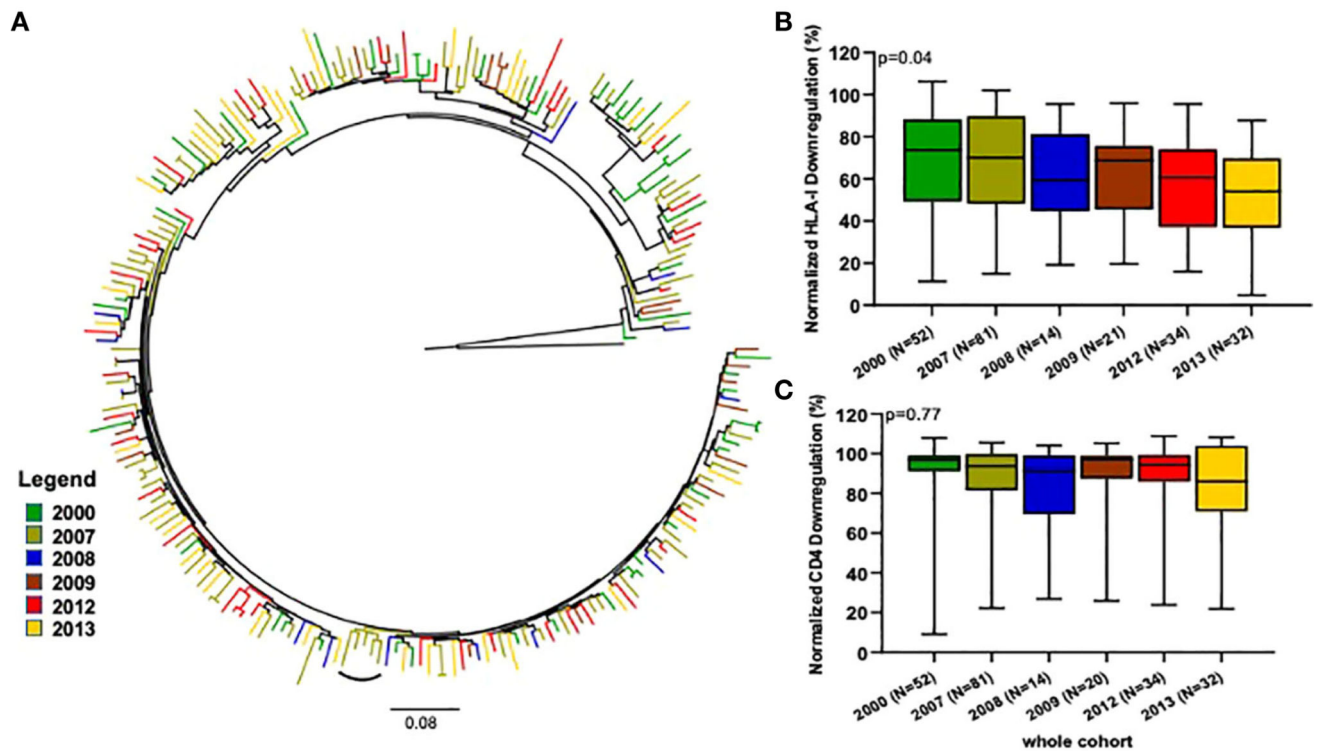 A
Legend
2000
2007
2008
2009
2012
2013
0.08
B
Normalized HLA-I Downregulation (%)
p=0.04
120
100
80
60
40
20
0
2000 (N=52)
2007 (N=81)
2008 (N=14)
2009 (N=21)
2012 (N=34)
2013 (N=32)
C
Normalized CD4 Downregulation (%)
p=0.77
120
100
80
60
40
20
0
2000 (N=52)
2007 (N=81)
2008 (N=14)
2009 (N=20)
2012 (N=34)
2013 (N=32)
whole cohort